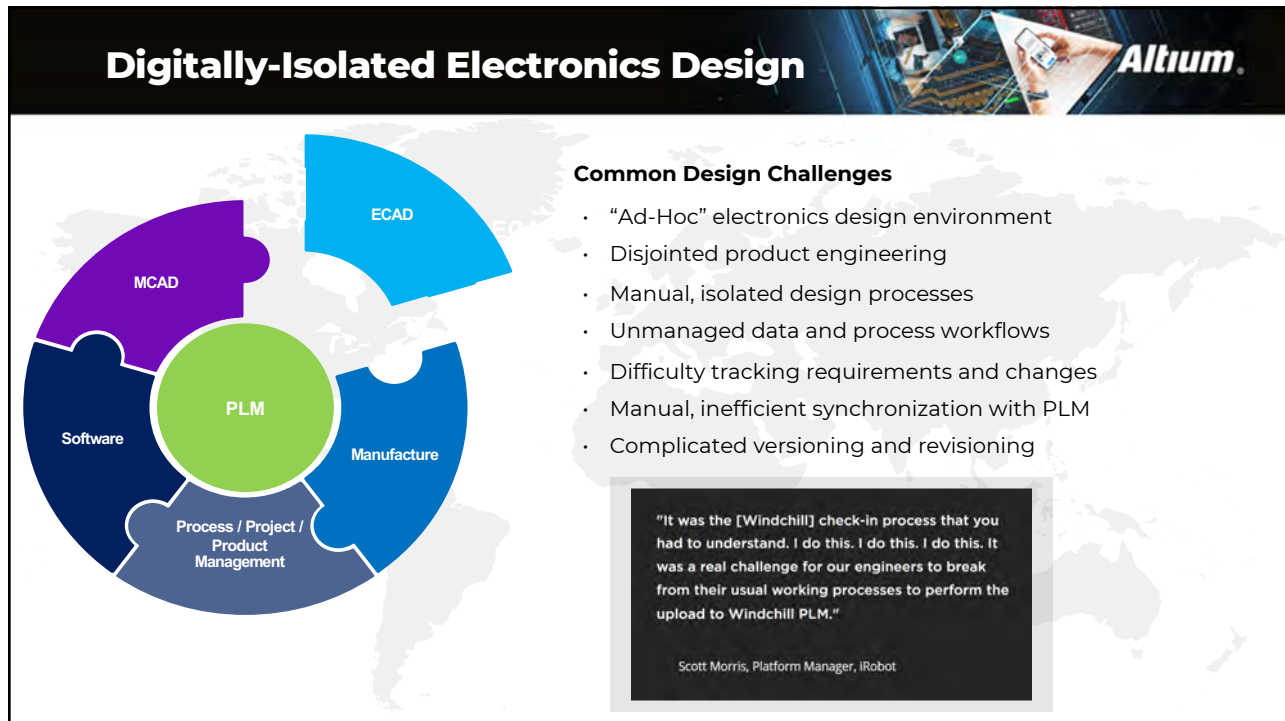 Digitally-Isolated Electronics Design
Altium.
ECAD
MCAD
PLM
Software
Manufacture
Process / Project /
Product
Management
Common Design Challenges
• “Ad-Hoc” electronics design environment
• Disjointed product engineering
• Manual, isolated design processes
• Unmanaged data and process workflows
• Difficulty tracking requirements and changes
• Manual, inefficient synchronization with PLM
• Complicated versioning and revisioning
"It was the [Windchill] check-in process that you
had to understand. I do this. I do this. I do this. It
was a real challenge for our engineers to break
from their usual working processes to perform the
upload to Windchill PLM."
Scott Morris, Platform Manager, iRobot